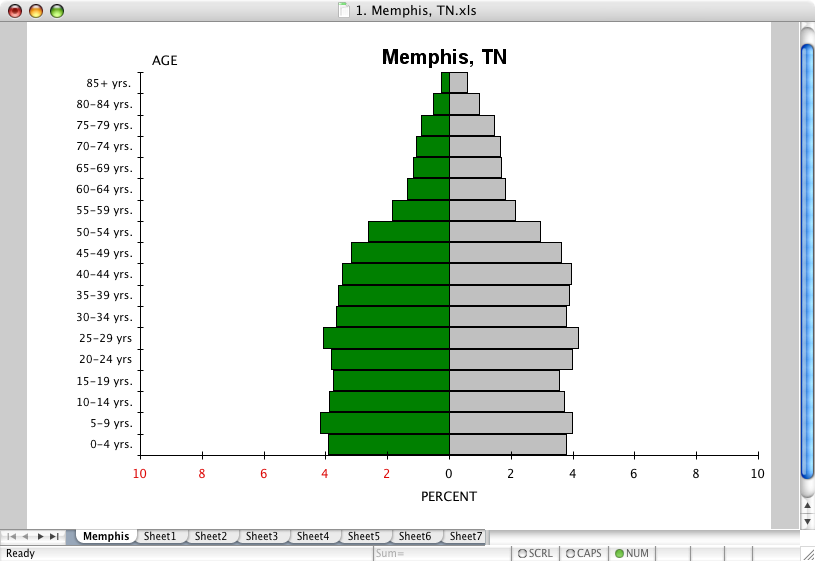 1. Memphis, TN.xls
AGE
Memphis, TN
85+ yrs.
80-84 yrs.
75-79 yrs.
70-74 yrs.
65-69 yrs.
60-64 yrs.
55-59 yrs.
50-54 yrs.
45-49 yrs.
40-44 yrs.
35-39 yrs.
30-34 yrs.
25-29 yrs
20-24 yrs
15-19 yrs.
10-14 yrs.
5-9 yrs.
0-4 yrs.
10 8 6 4 2 0 2 4 6 8 10
PERCENT
Memphis Sheet1 Sheet2 Sheet3 Sheet4 Sheet5 Sheet6 Sheet7
Ready Sum= SCRL CAPS NUM